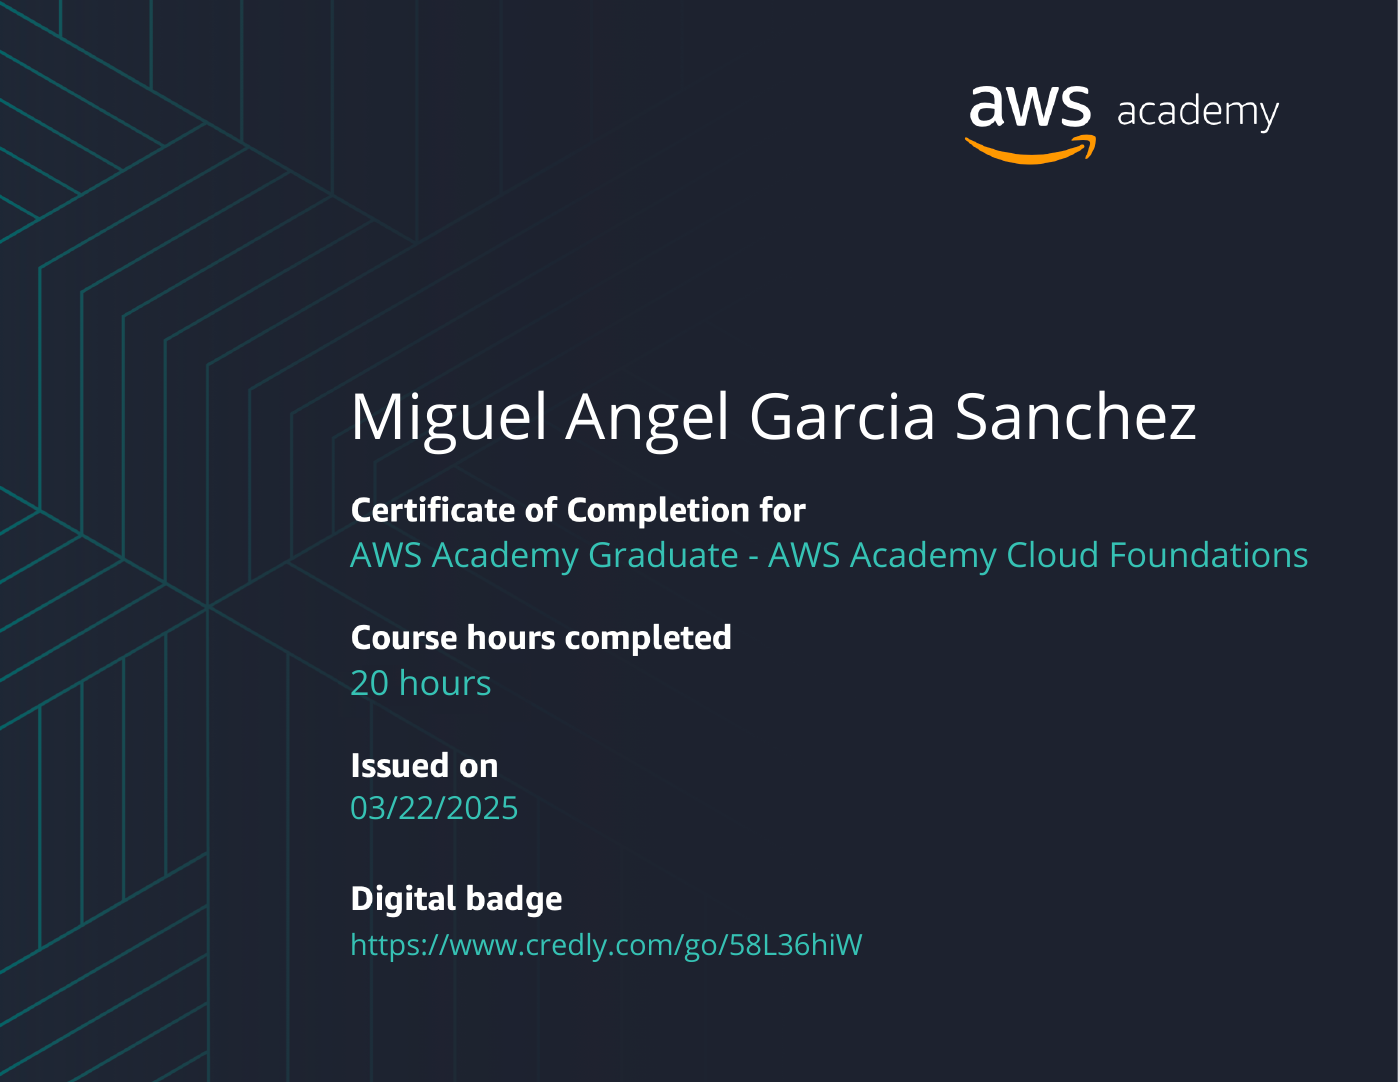 aws academy
Miguel Angel Garcia Sanchez
Certificate of Completion for
AWS Academy Graduate - AWS Academy Cloud Foundations
Course hours completed
20 hours
Issued on
03/22/2025
Digital badge
https://www.credly.com/go/58L36hiW